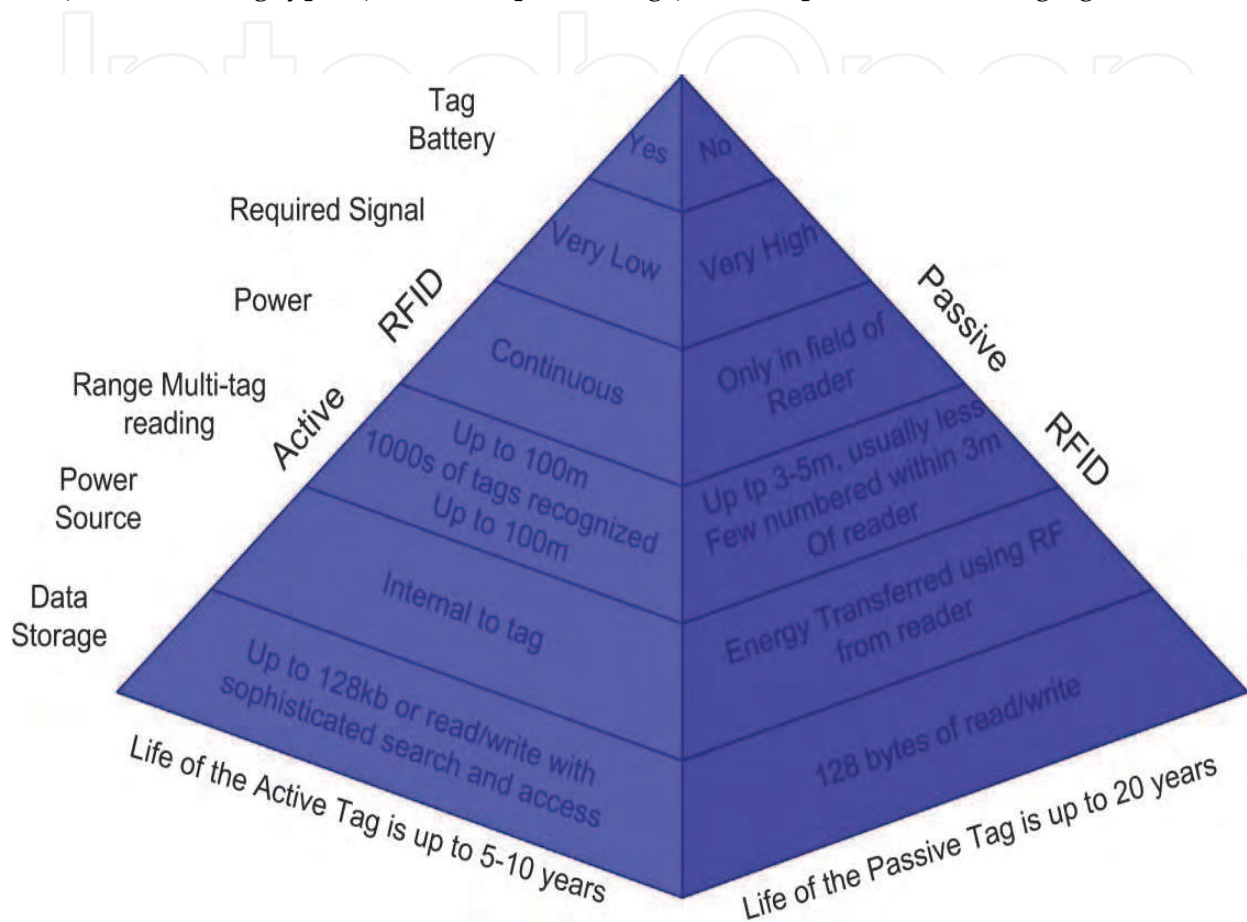 Tag
Battery
Yes
No
Required Signal
Very Low
Very High
Power
Continuous
Only in field of
Reader
Range Multi-tag
reading
Up to 100m
1000s of tags recognized
Up to 100m
Up tp 3-5m, usually less
Few numbered within 3m
Of reader
Power
Source
Internal to tag
Energy Transferred using RF
from reader
Data
Storage
Up to 128kb or read/write with
sophisticated search and access
128 bytes of read/write
Active RFID
Passive RFID
Life of the Active Tag is up to 5-10 years
Life of the Passive Tag is up to 20 years